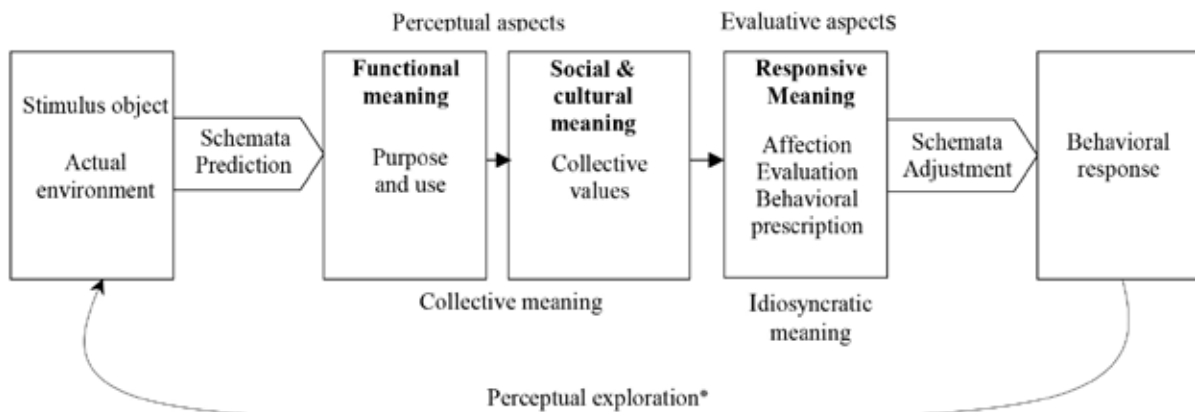 Perceptual aspects
Evaluative aspects
Stimulus object
Actual
environment
Schemata
Prediction
Functional
meaning
Purpose
and use
Social &
cultural
meaning
Collective
values
Responsive
Meaning
Affection
Evaluation
Behavioral
prescription
Schemata
Adjustment
Behavioral
response
Collective meaning
Idiosyncratic
meaning
Perceptual exploration*